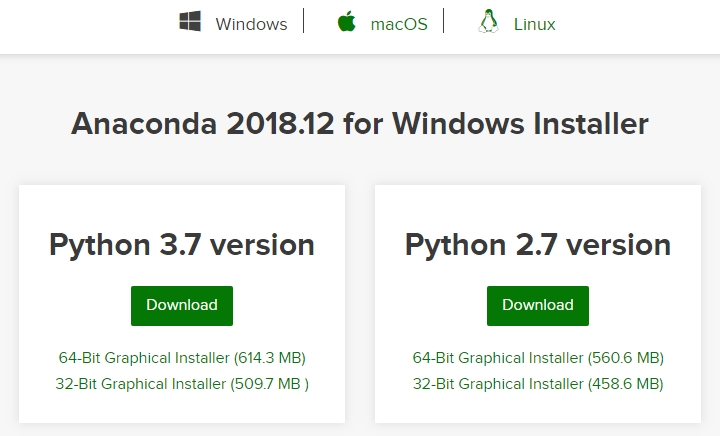 Windows macOS Linux
Anaconda 2018.12 for Windows Installer
Python 3.7 version
Download
64-Bit Graphical Installer (614.3 MB)
32-Bit Graphical Installer (509.7 MB )
Python 2.7 version
Download
64-Bit Graphical Installer (560.6 MB)
32-Bit Graphical Installer (458.6 MB)